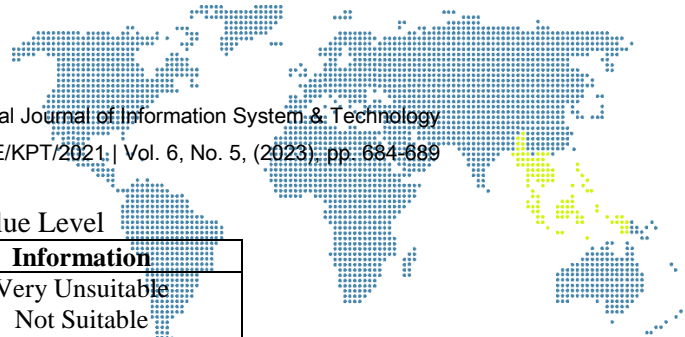 al Journal of Information System & Technology
E/KPT/2021 | Vol. 6, No. 5, (2023), pp. 684-689
lue Level
Information
Very Unsuitable
Not Suitable